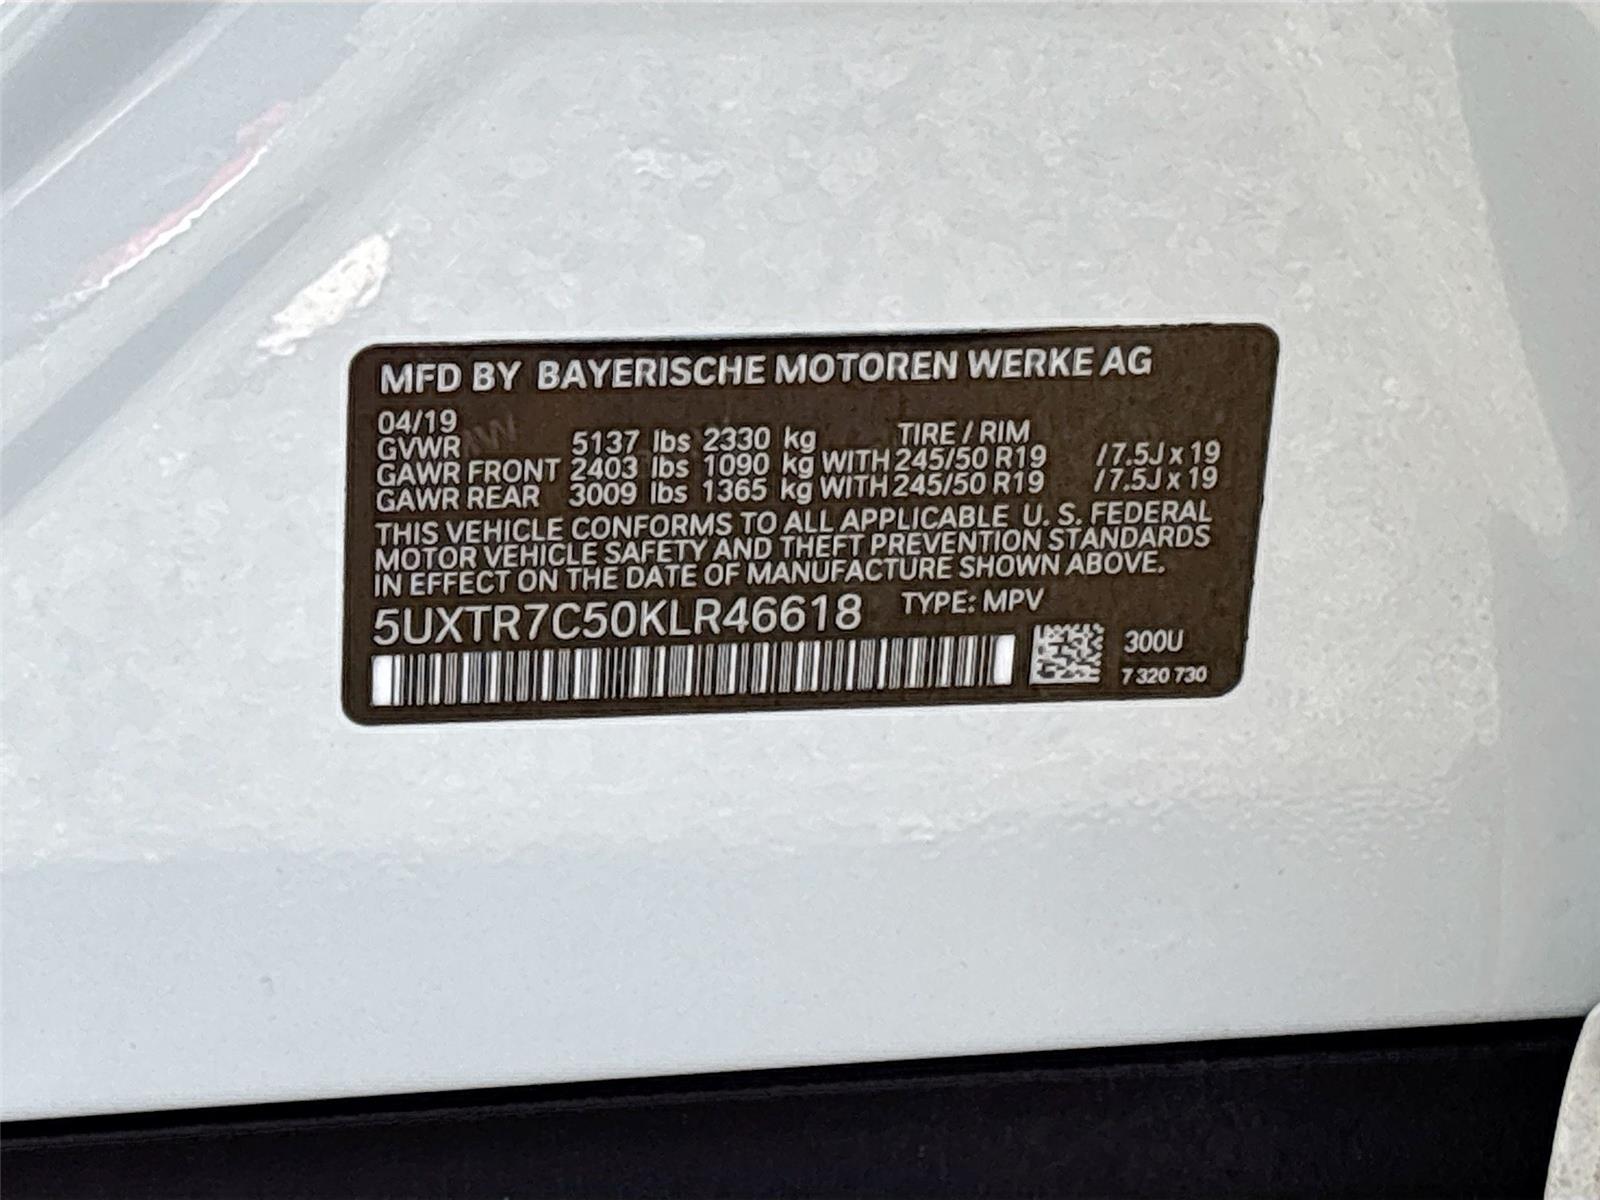 MFD BY BAYERISCHE MOTOREN WERKE AG
04/19
GVWR 5137 lbs 2330 kg TIRE / RIM
GAWR FRONT 2403 lbs 1090 kg WITH 245/50 R19 / 7.5J x 19
GAWR REAR 3009 lbs 1365 kg WITH 245/50 R19 / 7.5J x 19
THIS VEHICLE CONFORMS TO ALL APPLICABLE U. S. FEDERAL
MOTOR VEHICLE SAFETY AND THEFT PREVENTION STANDARDS
IN EFFECT ON THE DATE OF MANUFACTURE SHOWN ABOVE.
5UXTR7C50KLR46618 TYPE: MPV
300U
7 320 730